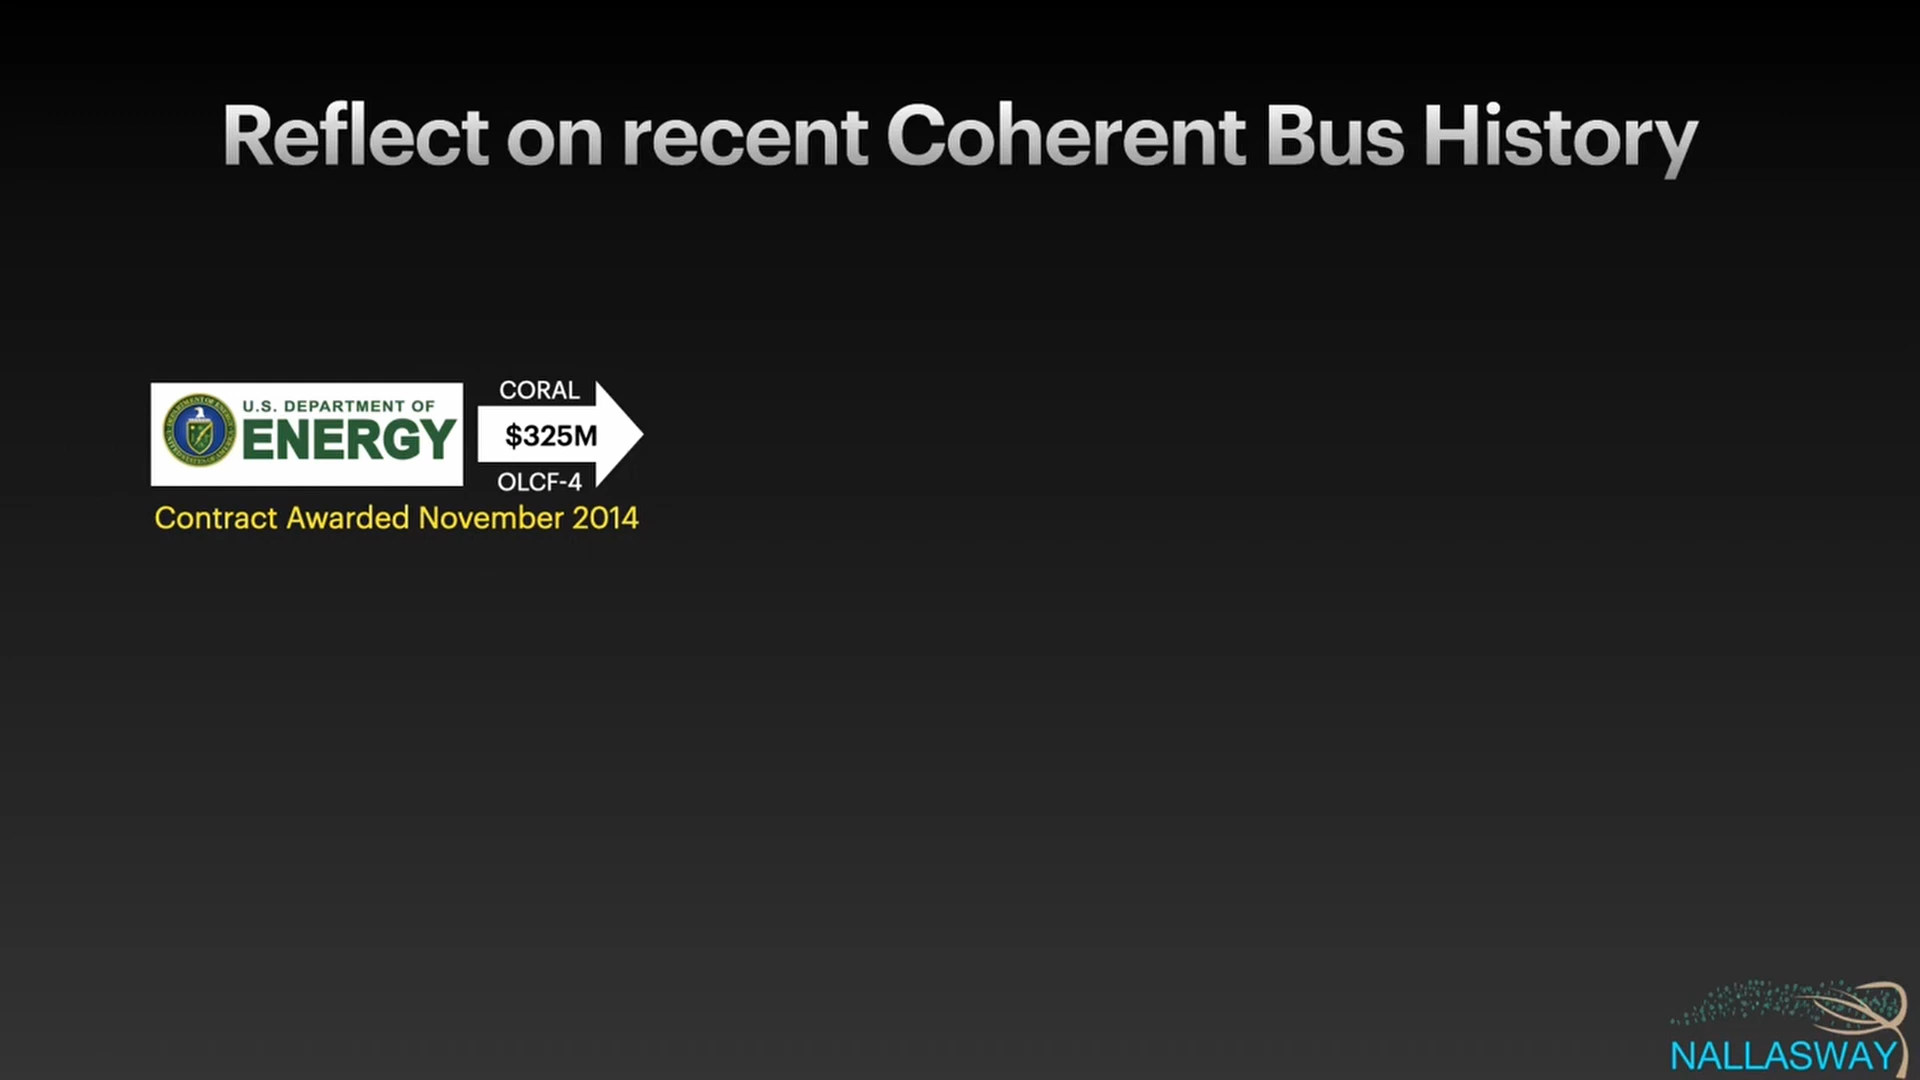 Reflect on recent Coherent Bus History
U.S. DEPARTMENT OF
ENERGY
CORAL
$325M
OLCF-4
Contract Awarded November 2014
NALLASWAY